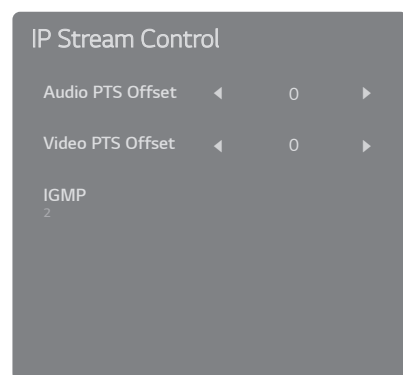 IP Stream Control
Audio PTS Offset ◀ 0 ▶
Video PTS Offset ◀ 0 ▶
IGMP
2